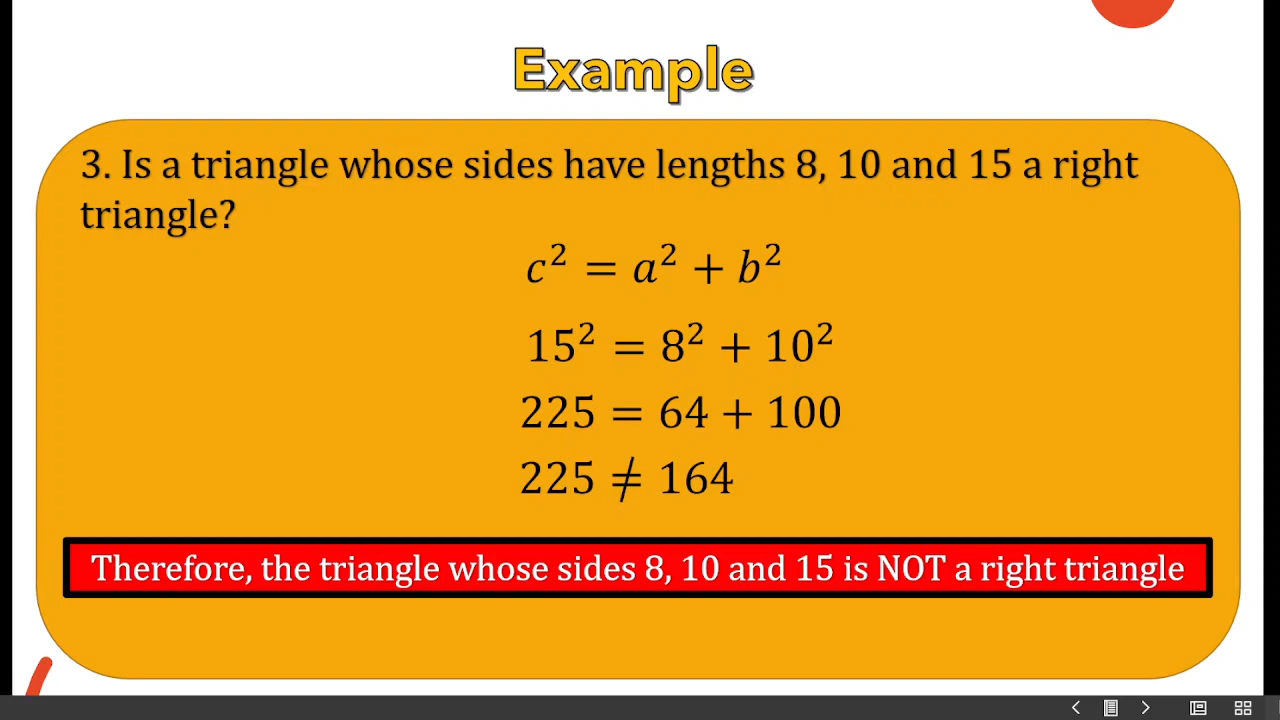 Example
3. Is a triangle whose sides have lengths 8, 10 and 15 a right
triangle?
c² = a² + b²
15² = 8² + 10²
225 = 64 + 100
225 ≠ 164
Therefore, the triangle whose sides 8, 10 and 15 is NOT a right triangle